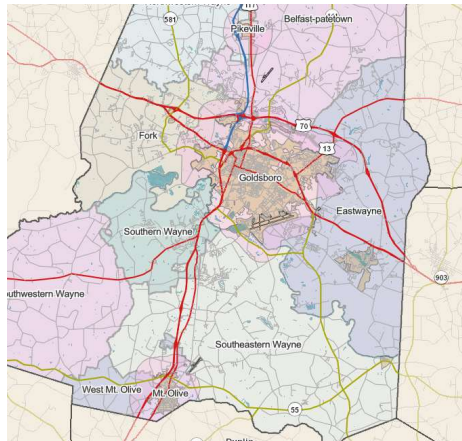 581
Belfast-patetown
Pikeville
70
Fork
13
Goldsboro
Eastwayne
Southern Wayne
903
outhwestern Wayne
Southeastern Wayne
West Mt. Olive
Mt. Olive
55